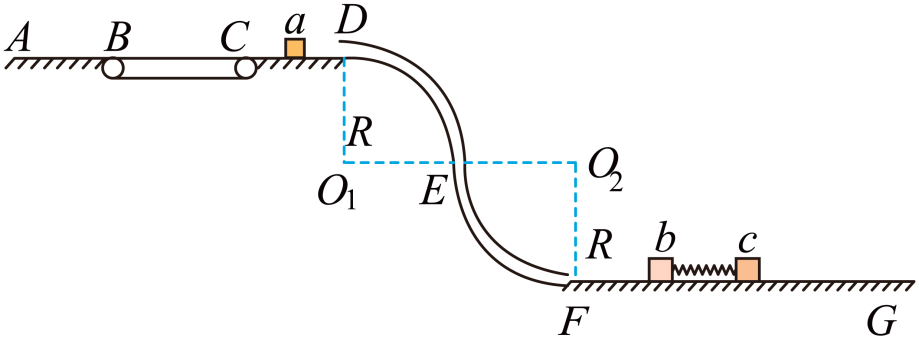 A B C a D
R
O₁ E O₂
R b c
F G